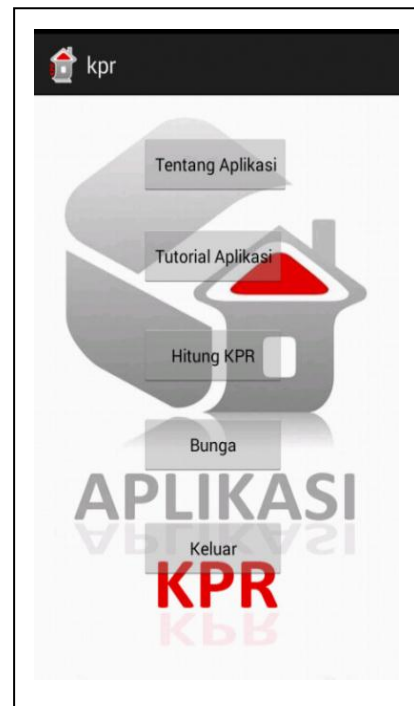 kpr
Tentang Aplikasi
Tutorial Aplikasi
Hitung KPR
Bunga
APLIKASI
Keluar
KPR